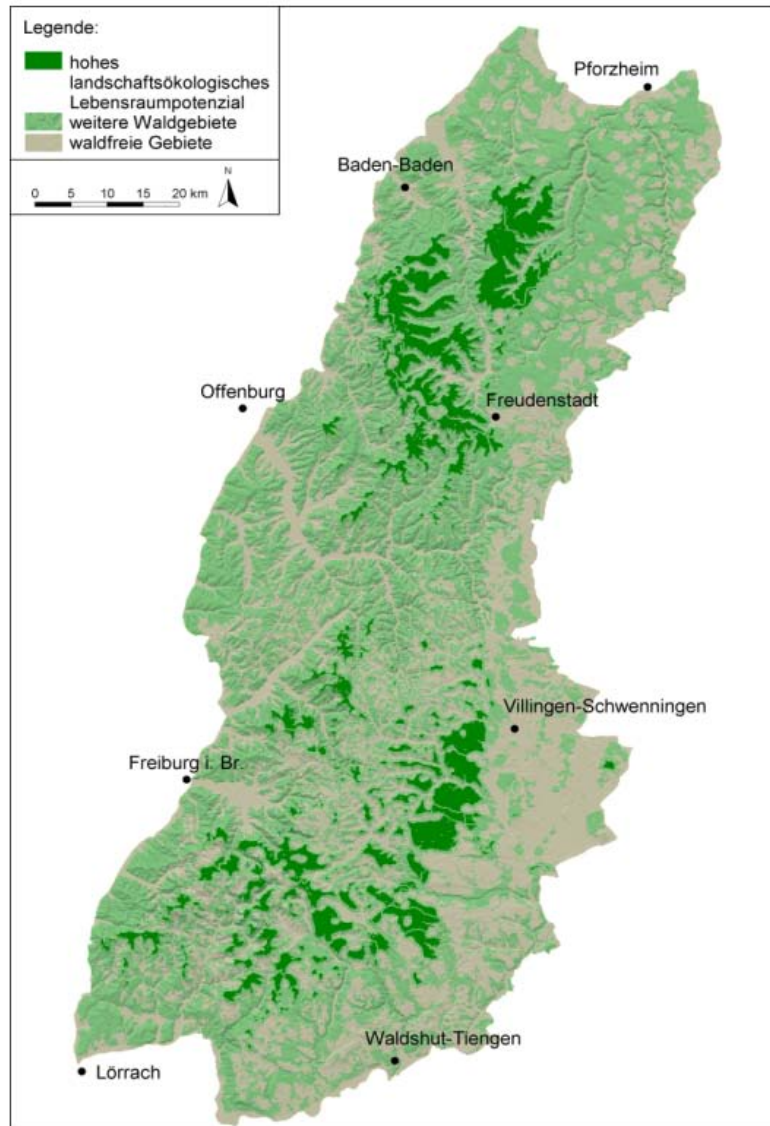 Legende:
hohes
landschaftsökologisches
Lebensraumpotenzial
weitere Waldgebiete
waldfreie Gebiete
N
0 5 10 15 20 km
Pforzheim
Baden-Baden
Offenburg
Freudenstadt
Villingen-Schwenningen
Freiburg i. Br.
Waldshut-Tiengen
Lörrach